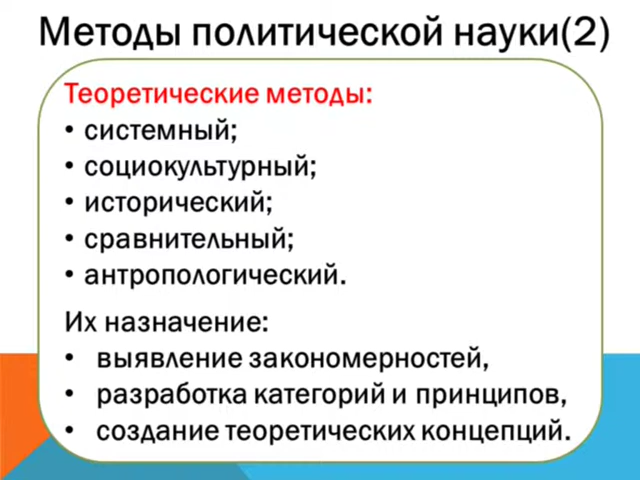 Методы политической науки(2)
Теоретические методы:
• системный;
• социокультурный;
• исторический;
• сравнительный;
• антропологический.
Их назначение:
• выявление закономерностей,
• разработка категорий и принципов,
• создание теоретических концепций.